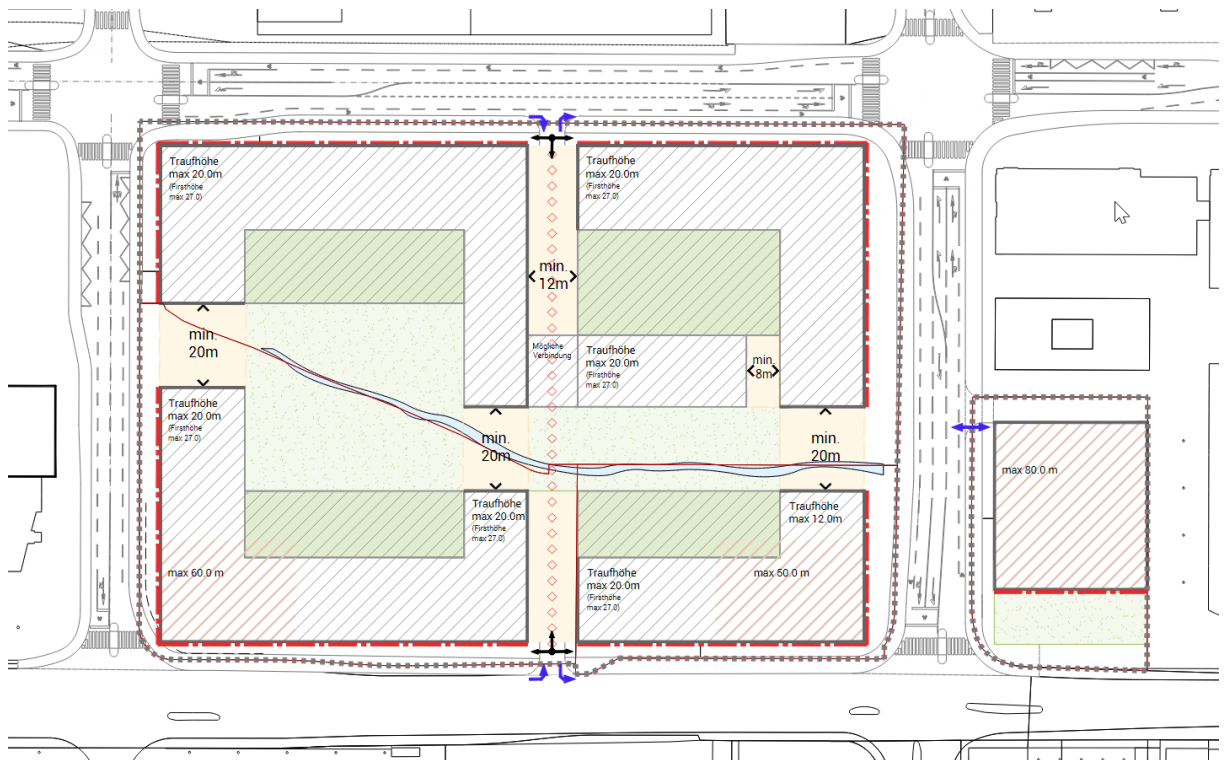 Traufhöhe
max 20.0m
(Firsthöhe
max 27.0)
Traufhöhe
max 20.0m
(Firsthöhe
max 27.0)
min.
12m
min.
20m
Mögliche
Verbindung
Traufhöhe
max 20.0m
(Firsthöhe
max 27.0)
min.
8m
Traufhöhe
max 20.0m
(Firsthöhe
max 27.0)
min.
20m
min.
20m
max 80.0 m
Traufhöhe
max 20.0m
(Firsthöhe
max 27.0)
Traufhöhe
max 12.0m
max 60.0 m
Traufhöhe
max 20.0m
(Firsthöhe
max 27.0)
max 50.0 m